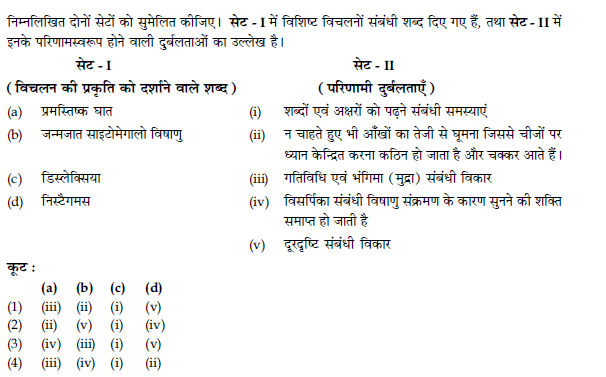 निम्नलिखित दोनों सेटों को सुमेलित कीजिए। सेट - I में विशिष्ट विचलनों संबंधी शब्द दिए गए हैं, तथा सेट - II में
इनके परिणामस्वरूप होने वाली दुर्बलताओं का उल्लेख है।
सेट - I सेट - II
( विचलन की प्रकृति को दर्शाने वाले शब्द ) ( परिणामी दुर्बलताएँ )
(a) प्रमस्तिष्क घात (i) शब्दों एवं अक्षरों को पढ़ने संबंधी समस्याएं
(b) जन्मजात साइटोमेगाली विषाणु (ii) न चाहते हुए भी आँखों का तेजी से घूमना जिससे चीजों पर
ध्यान केन्द्रित करना कठिन हो जाता है और चक्कर आते हैं।
(c) डिस्लेक्सिया (iii) गतिविधि एवं भंगिमा (मुद्रा) संबंधी विकार
(d) निस्टैगमस (iv) विसर्पिका संबंधी विषाणु संक्रमण के कारण सुनने की शक्ति
समाप्त हो जाती है
(v) दूरदृष्टि संबंधी विकार
कूट :
(a) (b) (c) (d)
(1) (iii) (ii) (i) (v)
(2) (ii) (v) (i) (iv)
(3) (iv) (iii) (i) (v)
(4) (iii) (iv) (i) (ii)